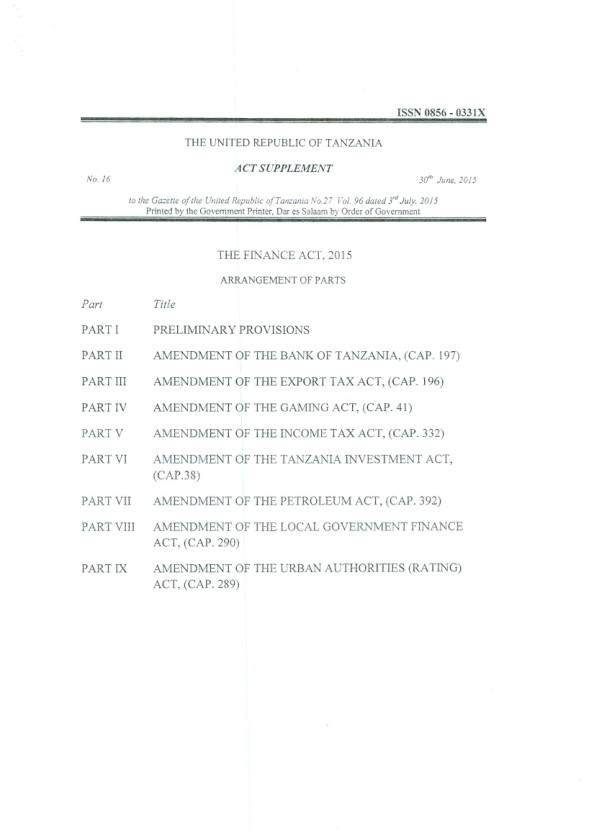 ISSN 0856 - 0331X
THE UNITED REPUBLIC OF TANZANIA
ACT SUPPLEMENT
No. 16 30th June, 2015
to the Gazette of the United Republic of Tanzania No.27 Vol. 96 dated 3rd July, 2015
Printed by the Government Printer, Dar es Salaam by Order of Government
THE FINANCE ACT, 2015
ARRANGEMENT OF PARTS
Part Title
PART I PRELIMINARY PROVISIONS
PART II AMENDMENT OF THE BANK OF TANZANIA, (CAP. 197)
PART III AMENDMENT OF THE EXPORT TAX ACT, (CAP. 196)
PART IV AMENDMENT OF THE GAMING ACT, (CAP. 41)
PART V AMENDMENT OF THE INCOME TAX ACT, (CAP. 332)
PART VI AMENDMENT OF THE TANZANIA INVESTMENT ACT,
(CAP.38)
PART VII AMENDMENT OF THE PETROLEUM ACT, (CAP. 392)
PART VIII AMENDMENT OF THE LOCAL GOVERNMENT FINANCE
ACT, (CAP. 290)
PART IX AMENDMENT OF THE URBAN AUTHORITIES (RATING)
ACT, (CAP. 289)